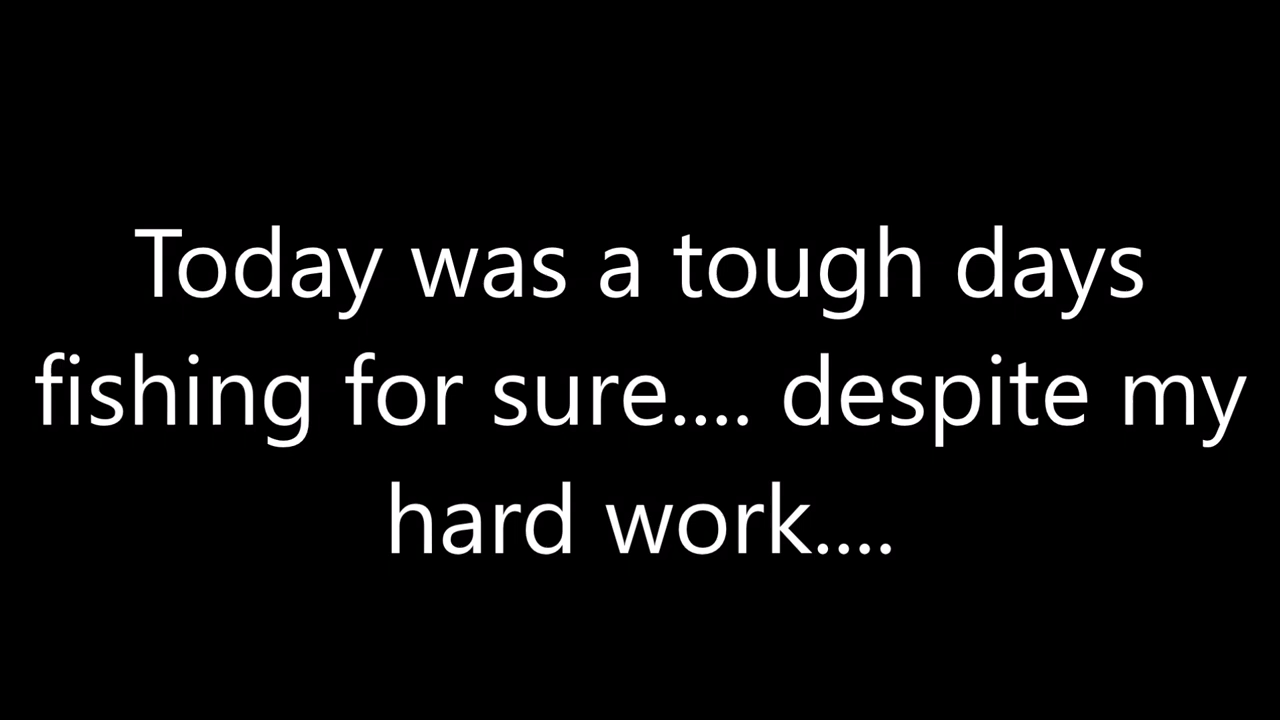 Today was a tough days
fishing for sure.... despite my
hard work....